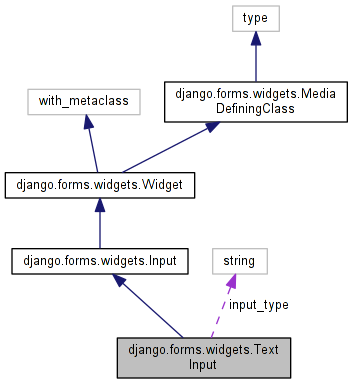 type
django.forms.widgets.Media
DefiningClass
with_metaclass
django.forms.widgets.Widget
django.forms.widgets.Input
string
input_type
django.forms.widgets.Text
Input